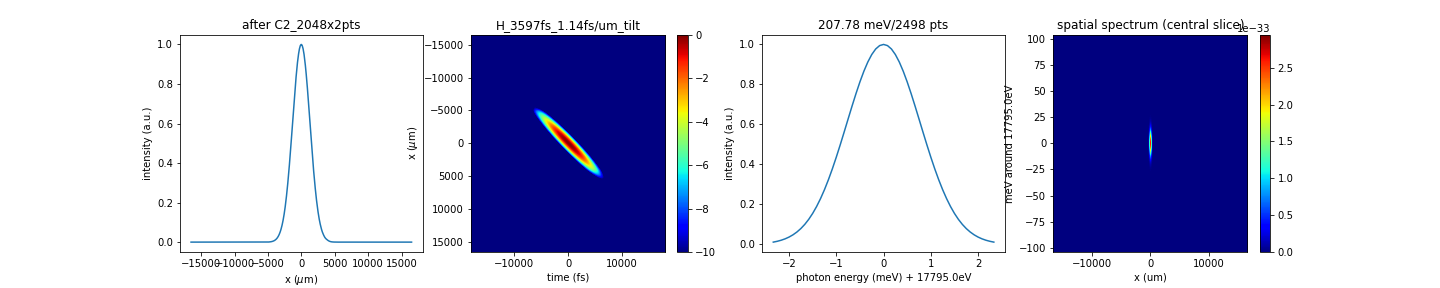 after C2_2048x2pts
1.0
0.8
0.6
0.4
0.2
0.0
intensity (a.u.)
−15000 −10000 −5000 0 5000 10000 15000
x (μm)
H_3597fs_1.14fs/um_tilt
−15000
−10000
−5000
0
5000
10000
15000
x (μm)
−10000 0 10000
time (fs)
0
−2
−4
−6
−8
−10
207.78 meV/2498 pts
1.0
0.8
0.6
0.4
0.2
0.0
intensity (a.u.)
−2 −1 0 1 2
photon energy (meV) + 17795.0eV
spatial spectrum (central slice)
100
75
50
25
0
−25
−50
−75
−100
meV around 17795.0eV
−10000 0 10000
x (um)
1e−33
2.5
2.0
1.5
1.0
0.5
0.0